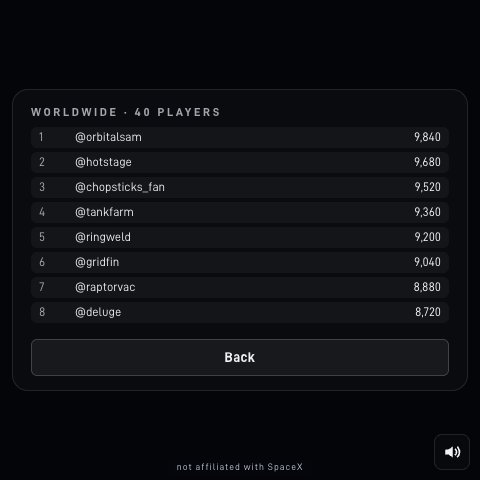 WORLDWIDE · 40 PLAYERS
1 @orbitalsam 9,840
2 @hotstage 9,680
3 @chopsticks_fan 9,520
4 @tankfarm 9,360
5 @ringweld 9,200
6 @gridfin 9,040
7 @raptorvac 8,880
8 @deluge 8,720
Back
not affiliated with SpaceX